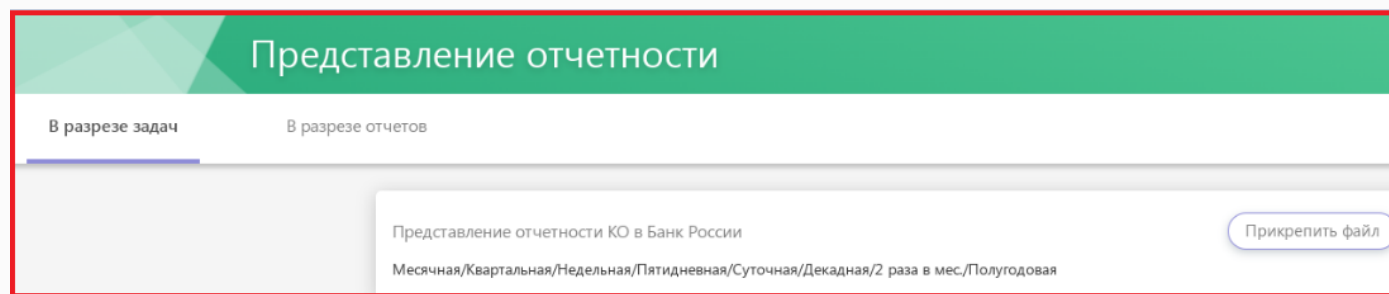 Представление отчетности
В разрезе задач В разрезе отчетов
Представление отчетности КО в Банк России Прикрепить файл
Месячная/Квартальная/Недельная/Пятидневная/Суточная/Декадная/2 раза в мес./Полугодовая